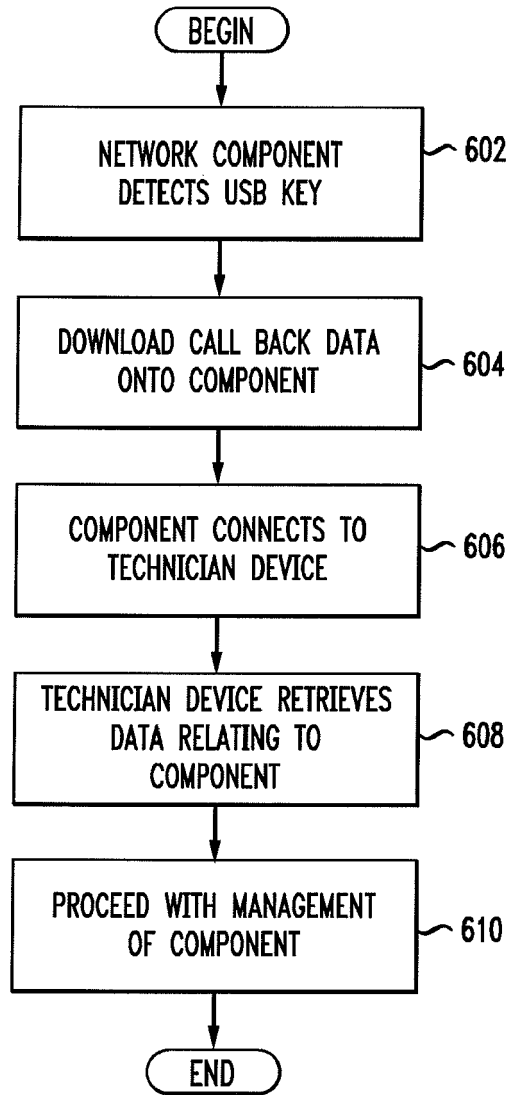 BEGIN
NETWORK COMPONENT
DETECTS USB KEY
602
DOWNLOAD CALL BACK DATA
ONTO COMPONENT
604
COMPONENT CONNECTS TO
TECHNICIAN DEVICE
606
TECHNICIAN DEVICE RETRIEVES
DATA RELATING TO
COMPONENT
608
PROCEED WITH MANAGEMENT
OF COMPONENT
610
END